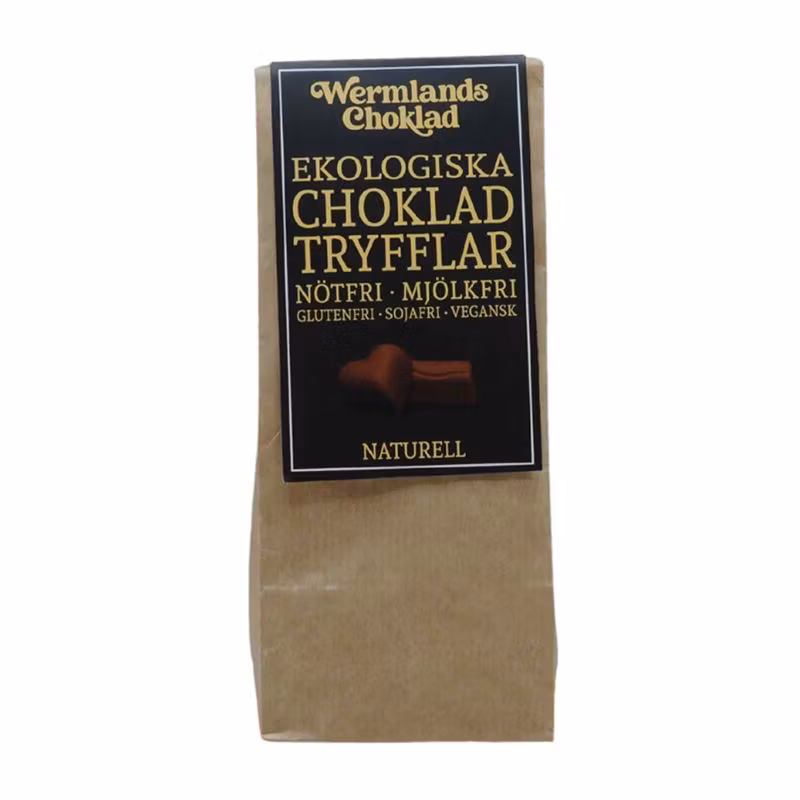 Wermlands
Choklad
EKOLOGISKA
CHOKLAD
TRYFFLAR
NÖTFRI · MJÖLKFRI
GLUTENFRI · SOJAFRI · VEGANSK
NATURELL